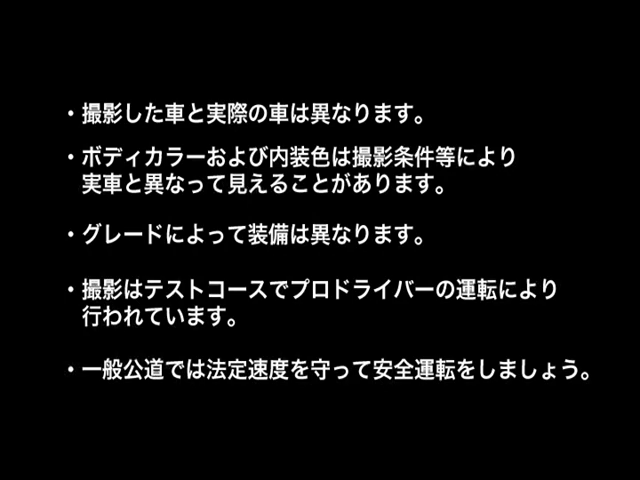 ・撮影した車と実際の車は異なります。
・ボディカラーおよび内装色は撮影条件等により
実車と異なって見えることがあります。
・グレードによって装備は異なります。
・撮影はテストコースでプロドライバーの運転により
行われています。
・一般公道では法定速度を守って安全運転をしましょう。